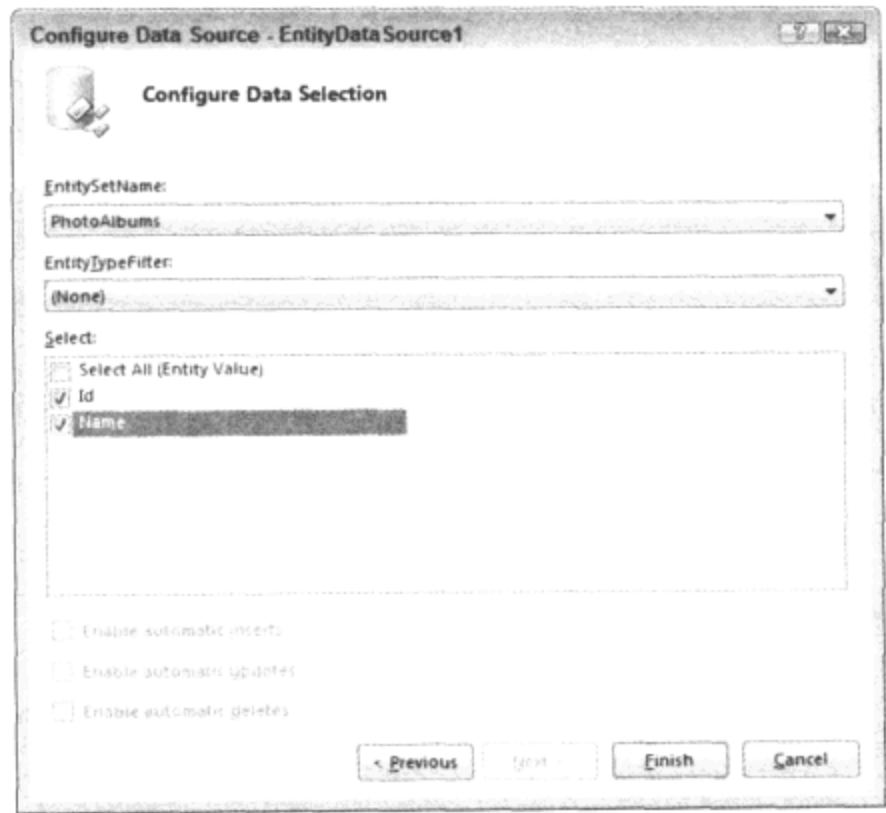 Configure Data Source - EntityDataSource1
Configure Data Selection
EntitySetName:
PhotoAlbums
EntityTypeFilter:
(None)
Select:
Select All (Entity Value)
Id
Name
Enable automatic inserts
Enable automatic updates
Enable automatic deletes
< Previous
Next >
Finish
Cancel